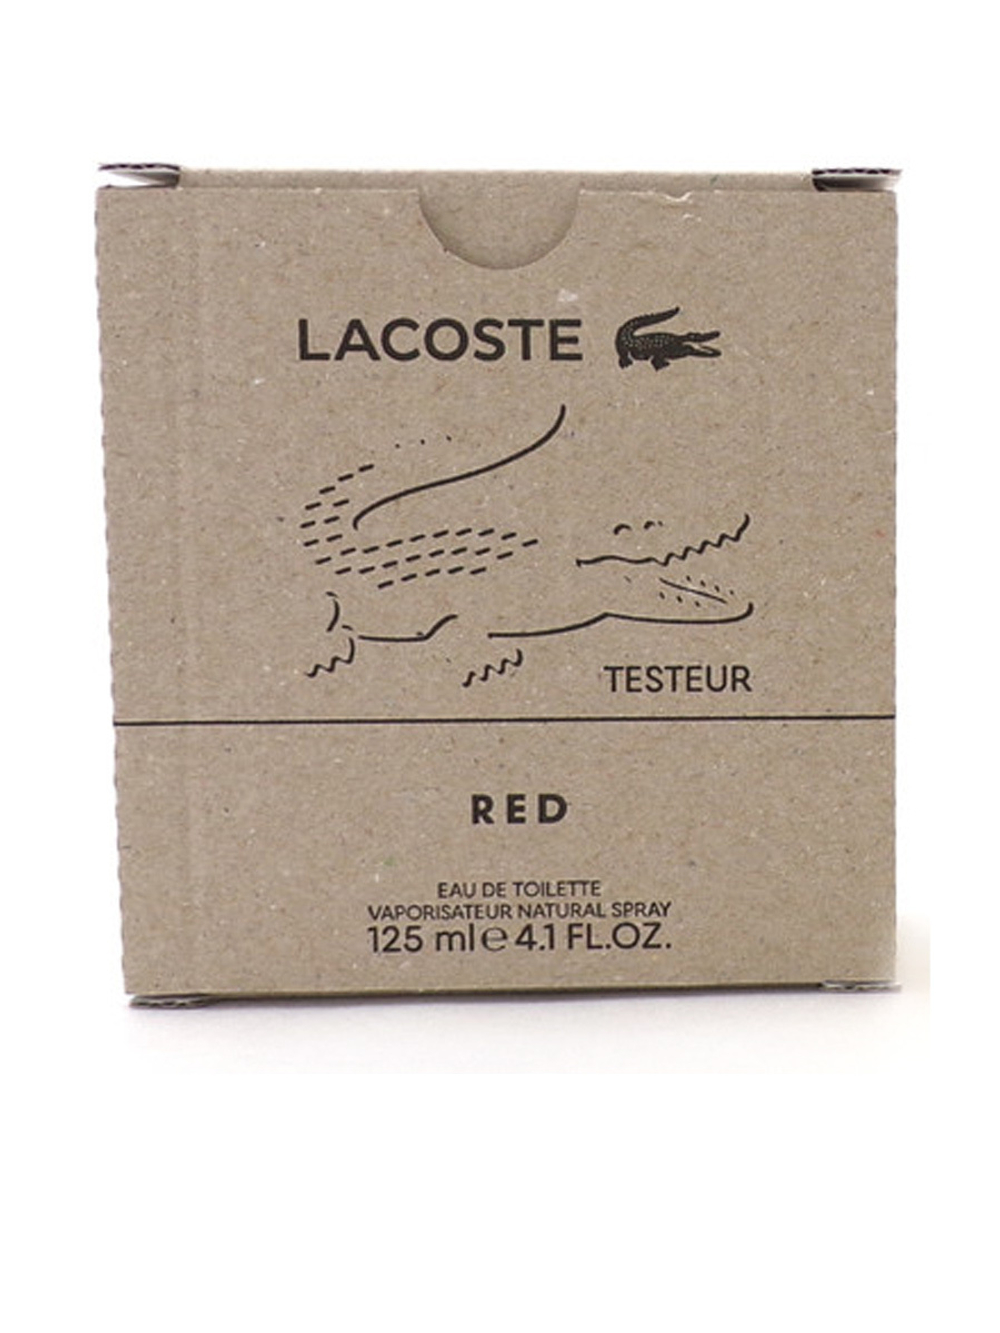 LACOSTE
TESTEUR
RED
EAU DE TOILETTE
VAPORISATEUR NATURAL SPRAY
125 ml ℮ 4.1 FL.OZ.